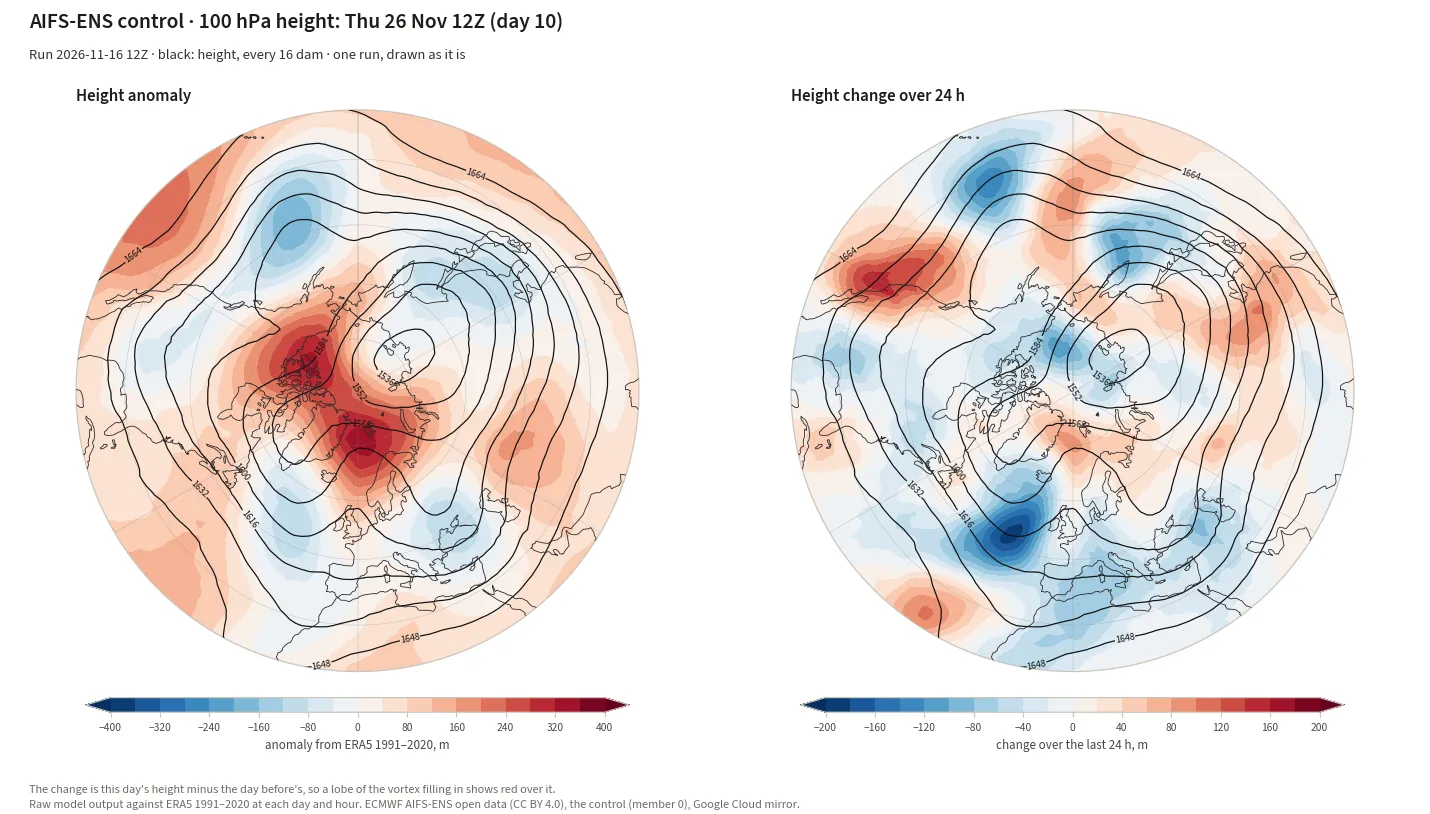 AIFS-ENS control · 100 hPa height: Thu 26 Nov 12Z (day 10)
Run 2026-11-16 12Z · black: height, every 16 dam · one run, drawn as it is
Height anomaly
Height change over 24 h
1664
1664
1584
1536
1552
1568
1600
1632
1616
1648
1648
1664
1664
1584
1536
1552
1568
1600
1632
1616
1648
1648
−400 −320 −240 −160 −80 0 80 160 240 320 400
anomaly from ERA5 1991–2020, m
−200 −160 −120 −80 −40 0 40 80 120 160 200
change over the last 24 h, m
The change is this day's height minus the day before's, so a lobe of the vortex filling in shows red over it.
Raw model output against ERA5 1991–2020 at each day and hour. ECMWF AIFS-ENS open data (CC BY 4.0), the control (member 0), Google Cloud mirror.